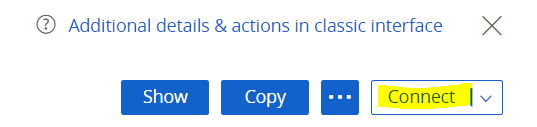 ? Additional details & actions in classic interface
Show Copy ... Connect